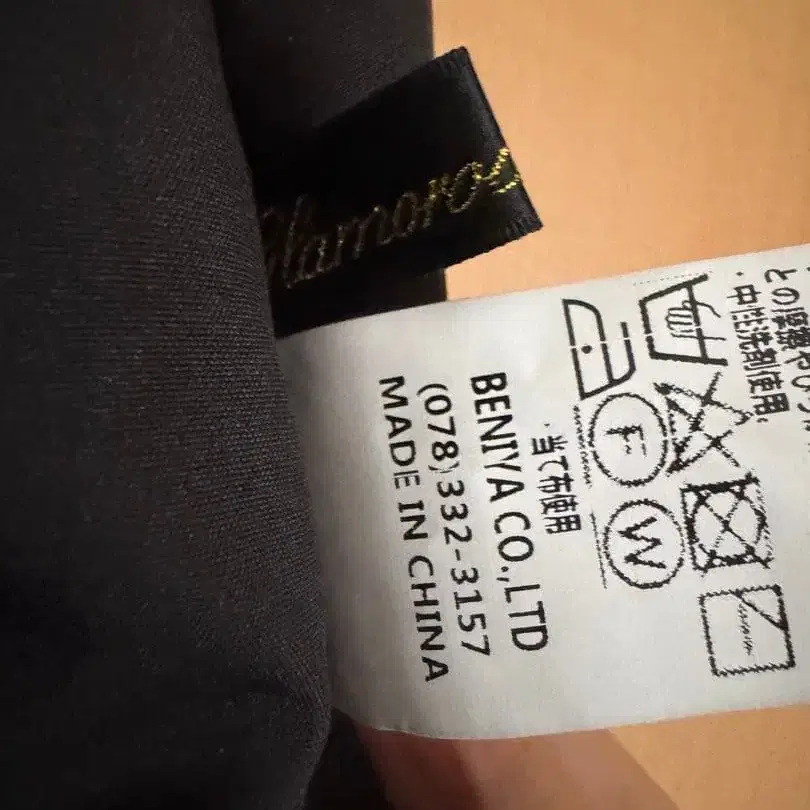 Glamoros
・中性洗剤使用。
F
W
・当て布使用
BENIYA CO.,LTD
(078)332-3157
MADE IN CHINA